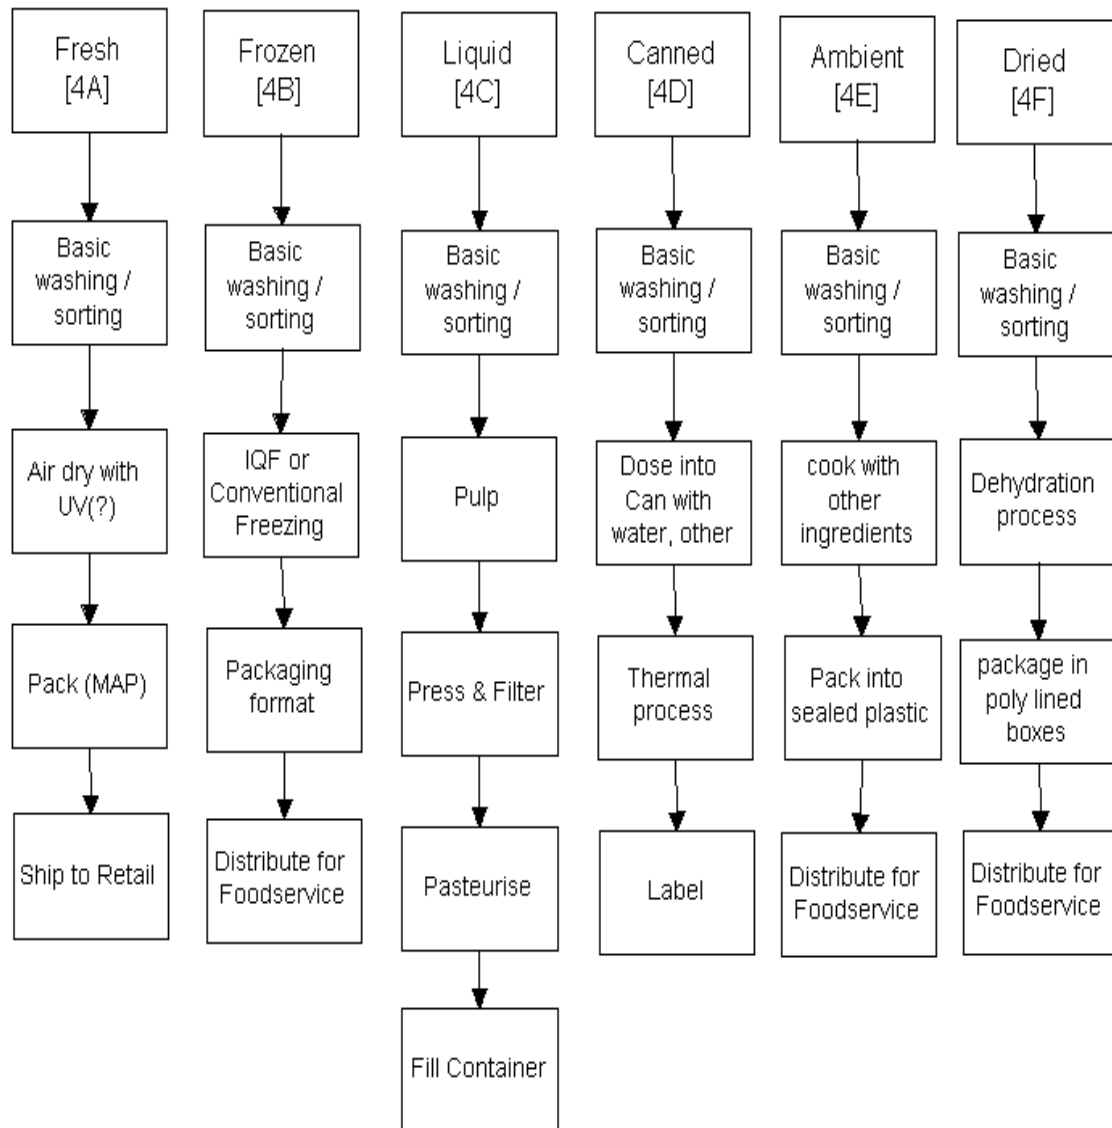 Fresh
[4A]
Basic
washing /
sorting
Air dry with
UV(?)
Pack (MAP)
Ship to Retail
Frozen
[4B]
Basic
washing /
sorting
IQF or
Conventional
Freezing
Packaging
format
Distribute for
Foodservice
Liquid
[4C]
Basic
washing /
sorting
Pulp
Press & Filter
Pasteurise
Fill Container
Canned
[4D]
Basic
washing /
sorting
Dose into
Can with
water, other
Thermal
process
Label
Ambient
[4E]
Basic
washing /
sorting
cook with
other
ingredients
Pack into
sealed plastic
Distribute for
Foodservice
Dried
[4F]
Basic
washing /
sorting
Dehydration
process
package in
poly lined
boxes
Distribute for
Foodservice